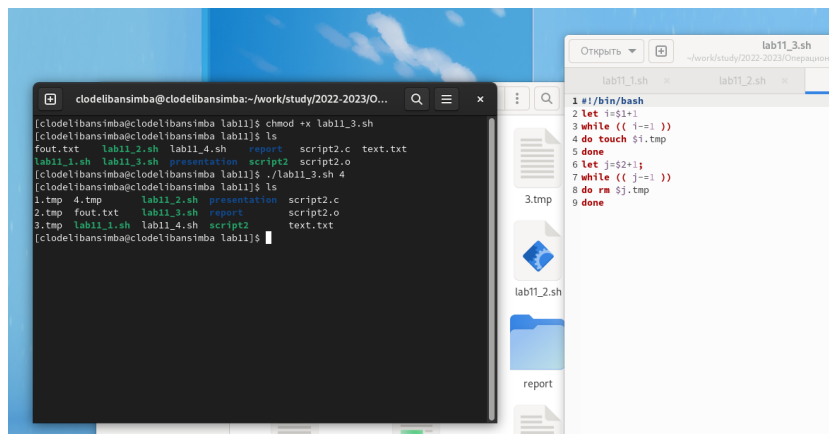 clodelibansimba@clodelibansimba:~/work/study/2022-2023/O...
[clodelibansimba@clodelibansimba lab11]$ chmod +x lab11_3.sh
[clodelibansimba@clodelibansimba lab11]$ ls
fout.txt lab11_2.sh lab11_4.sh report script2.c text.txt
lab11_1.sh lab11_3.sh presentation script2 script2.o
[clodelibansimba@clodelibansimba lab11]$ ./lab11_3.sh 4
[clodelibansimba@clodelibansimba lab11]$ ls
1.tmp 4.tmp lab11_2.sh presentation script2.c
2.tmp fout.txt lab11_3.sh report script2.o
3.tmp lab11_1.sh lab11_4.sh script2 text.txt
[clodelibansimba@clodelibansimba lab11]$
3.tmp
lab11_2.sh
report
Открыть
lab11_3.sh
~/work/study/2022-2023/Операцион
lab11_1.sh
lab11_2.sh
1 #!/bin/bash
2 let i=$1+1
3 while (( i-=1 ))
4 do touch $i.tmp
5 done
6 let j=$2+1;
7 while (( j-=1 ))
8 do rm $j.tmp
9 done